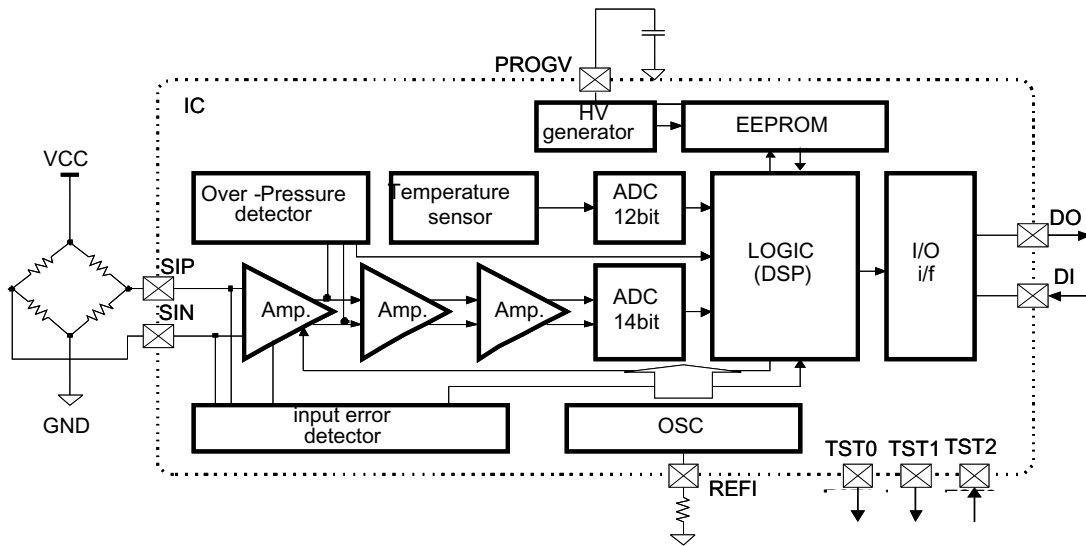 PROGV
IC
HV
generator
EEPROM
VCC
Over -Pressure
detector
Temperature
sensor
ADC
12bit
LOGIC
(DSP)
I/O
i/f
DO
DI
SIP
SIN
Amp.
Amp.
Amp.
ADC
14bit
GND
input error
detector
OSC
REFI
TST0
TST1
TST2